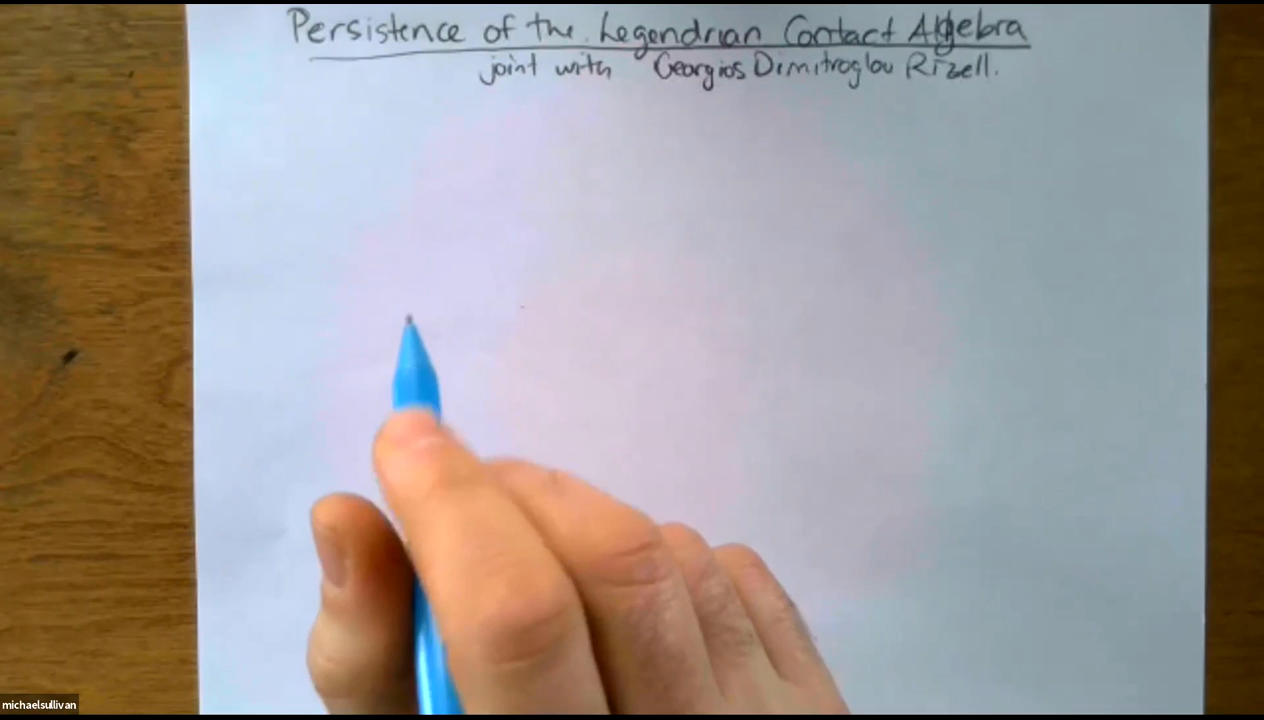 Persistence of the Legendrian Contact Algebra
joint with Georgios Dimitroglou Rizell.
michaelsullivan